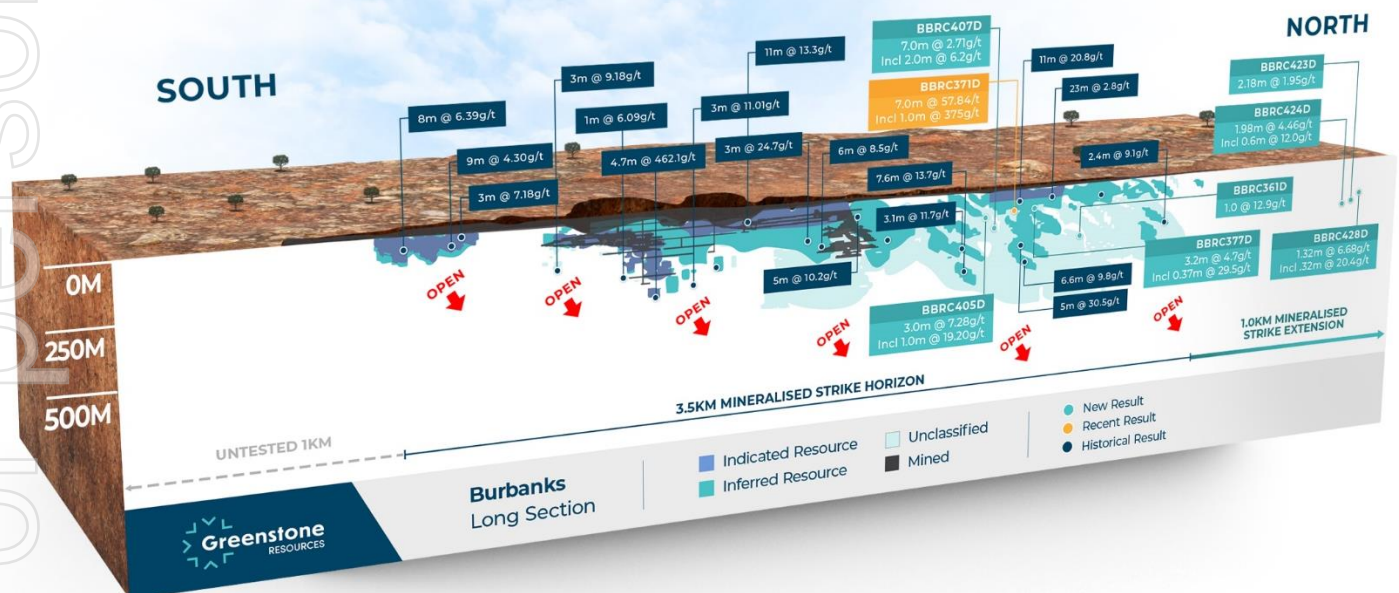 SOUTH
NORTH
8m @ 6.39g/t
9m @ 4.30g/t
3m @ 7.18g/t
3m @ 9.18g/t
1m @ 6.09g/t
4.7m @ 462.1g/t
3m @ 11.01g/t
11m @ 13.3g/t
3m @ 24.7g/t
6m @ 8.5g/t
5m @ 10.2g/t
7.6m @ 13.7g/t
3.1m @ 11.7g/t
BBRC407D
7.0m @ 2.71g/t
Incl 2.0m @ 6.2g/t
BBRC371D
7.0m @ 57.84/t
Incl 1.0m @ 375g/t
11m @ 20.8g/t
23m @ 2.8g/t
2.4m @ 9.1g/t
BBRC423D
2.18m @ 1.95g/t
BBRC424D
1.98m @ 4.46g/t
Incl 0.6m @ 12.0g/t
BBRC361D
1.0 @ 12.9g/t
BBRC377D
3.2m @ 4.7g/t
Incl 0.37m @ 29.5g/t
BBRC428D
1.32m @ 6.68g/t
Incl .32m @ 20.4g/t
BBRC405D
3.0m @ 7.28g/t
Incl 1.0m @ 19.20g/t
6.6m @ 9.8g/t
5m @ 30.5g/t
OPEN
OPEN
OPEN
OPEN
OPEN
OPEN
0M
250M
500M
UNTESTED 1KM
3.5KM MINERALISED STRIKE HORIZON
1.0KM MINERALISED
STRIKE EXTENSION
Greenstone
RESOURCES
Burbanks
Long Section
Indicated Resource
Inferred Resource
Unclassified
Mined
New Result
Recent Result
Historical Result